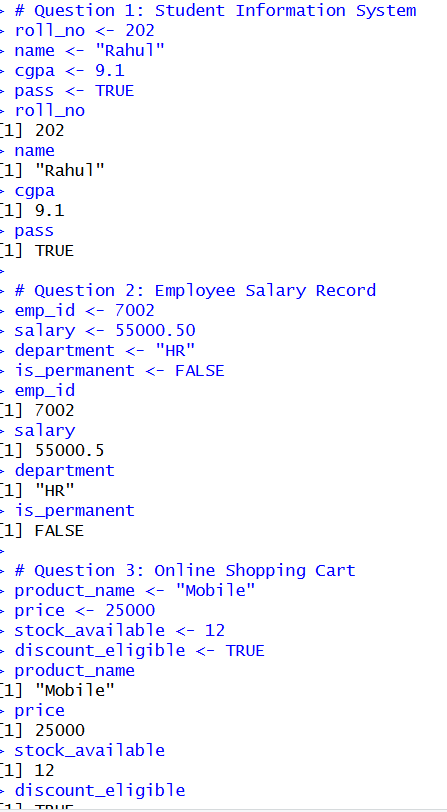 > # Question 1: Student Information System
> roll_no <- 202
> name <- "Rahul"
> cgpa <- 9.1
> pass <- TRUE
> roll_no
[1] 202
> name
[1] "Rahul"
> cgpa
[1] 9.1
> pass
[1] TRUE
>
> # Question 2: Employee Salary Record
> emp_id <- 7002
> salary <- 55000.50
> department <- "HR"
> is_permanent <- FALSE
> emp_id
[1] 7002
> salary
[1] 55000.5
> department
[1] "HR"
> is_permanent
[1] FALSE
>
> # Question 3: Online Shopping Cart
> product_name <- "Mobile"
> price <- 25000
> stock_available <- 12
> discount_eligible <- TRUE
> product_name
[1] "Mobile"
> price
[1] 25000
> stock_available
[1] 12
> discount_eligible
[1] TRUE